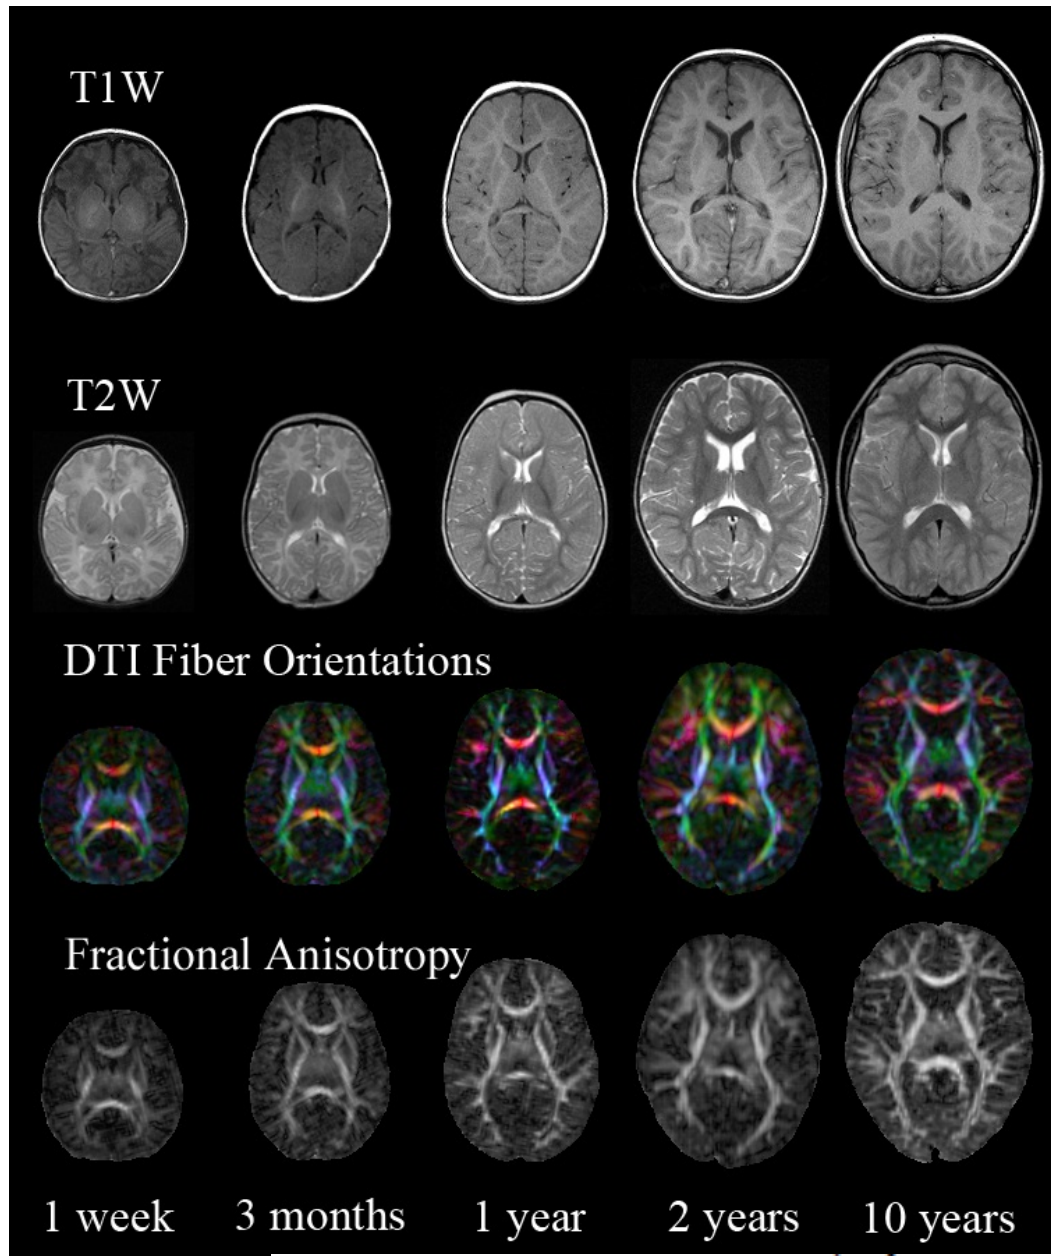 T1W
T2W
DTI Fiber Orientations
Fractional Anisotropy
1 week 3 months 1 year 2 years 10 years